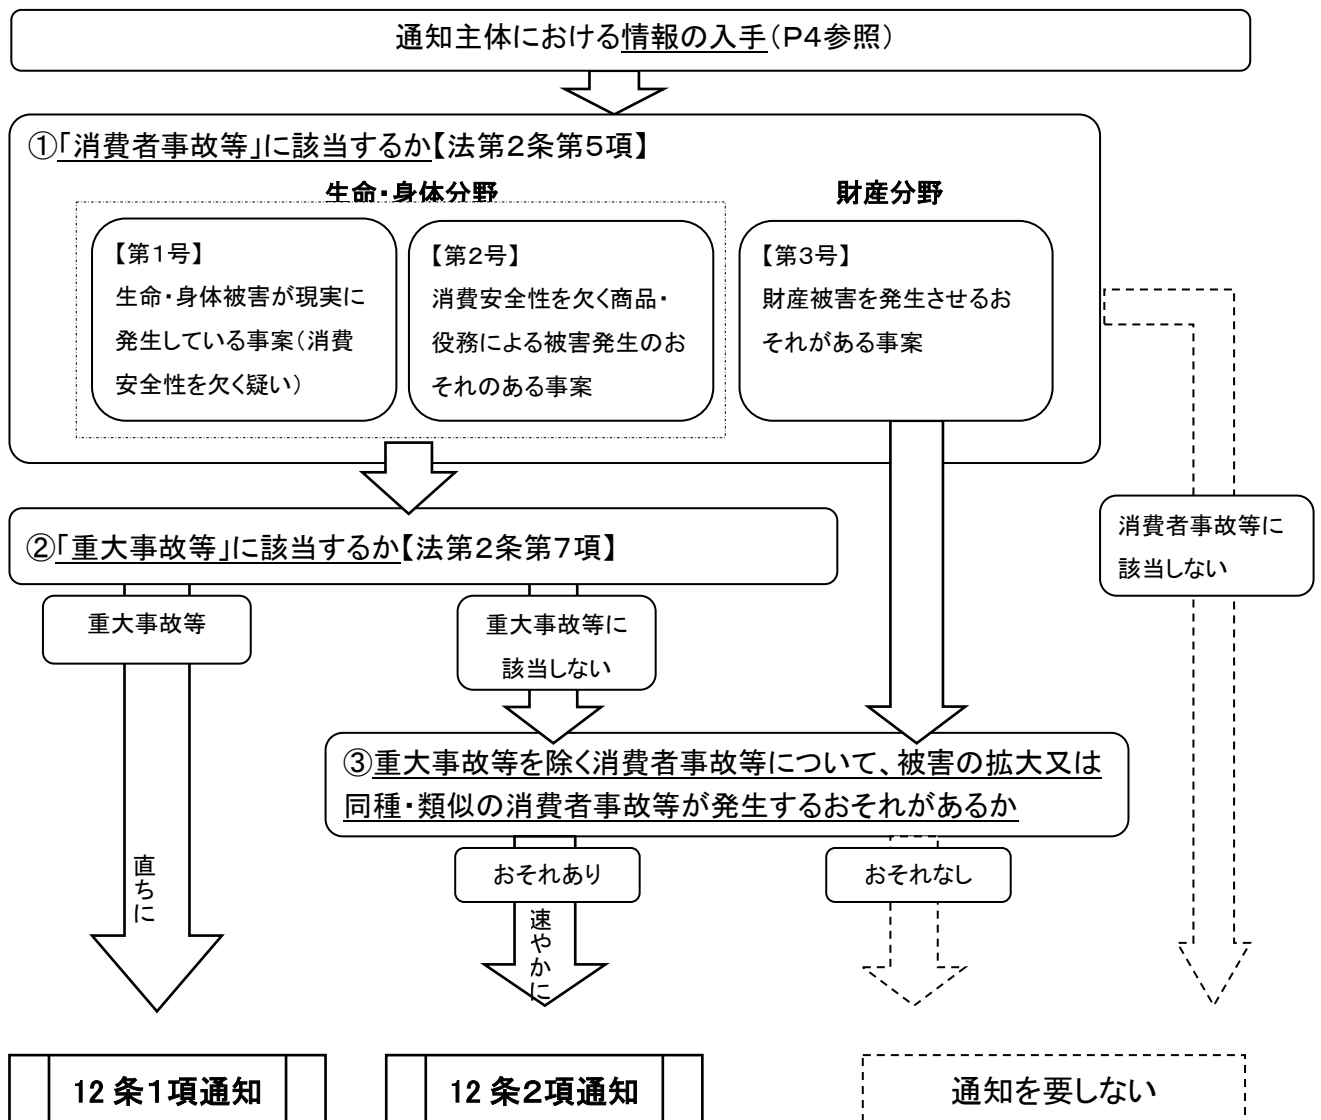 通知主体における情報の入手（P4参照）
①「消費者事故等」に該当するか【法第2条第5項】
生命・身体分野
財産分野
【第1号】
生命・身体被害が現実に
発生している事案（消費
安全性を欠く疑い）
【第2号】
消費安全性を欠く商品・
役務による被害発生のお
それのある事案
【第3号】
財産被害を発生させるお
それがある事案
消費者事故等に
該当しない
②「重大事故等」に該当するか【法第2条第7項】
重大事故等
重大事故等に
該当しない
③重大事故等を除く消費者事故等について、被害の拡大又は
同種・類似の消費者事故等が発生するおそれがあるか
おそれあり
おそれなし
直ちに
速やかに
12条1項通知
12条2項通知
通知を要しない